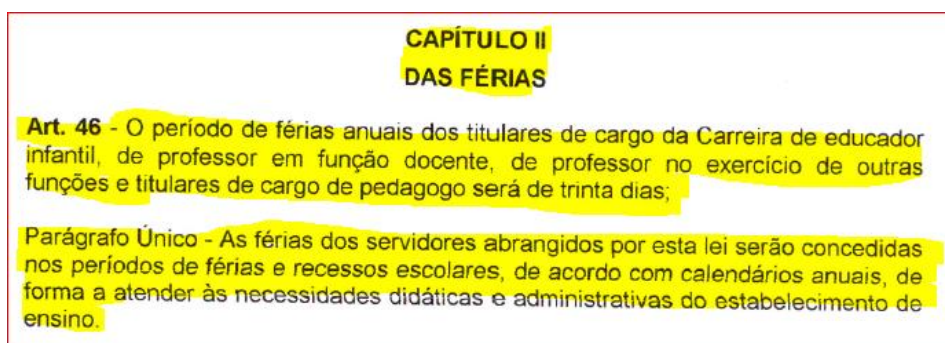 CAPÍTULO II
DAS FÉRIAS
Art. 46 - O período de férias anuais dos titulares de cargo da Carreira de educador
infantil, de professor em função docente, de professor no exercício de outras
funções e titulares de cargo de pedagogo será de trinta dias;
Parágrafo Único - As férias dos servidores abrangidos por esta lei serão concedidas
nos períodos de férias e recessos escolares, de acordo com calendários anuais, de
forma a atender às necessidades didáticas e administrativas do estabelecimento de
ensino.